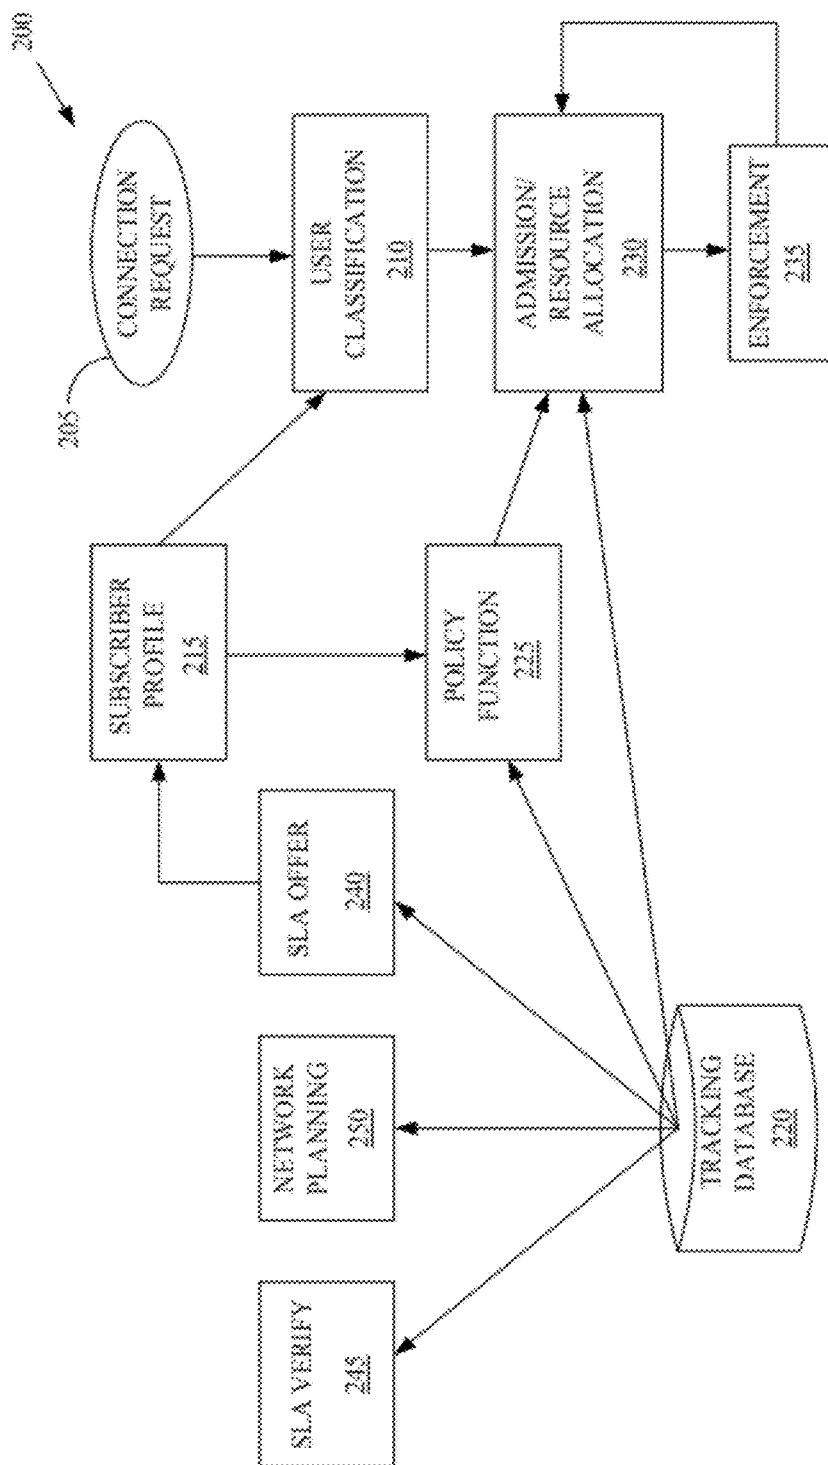 200
CONNECTION
REQUEST
205
USER
CLASSIFICATION
210
ADMISSION/
RESOURCE
ALLOCATION
230
ENFORCEMENT
235
SUBSCRIBER
PROFILE
215
POLICY
FUNCTION
225
SLA OFFER
240
NETWORK
PLANNING
250
SLA VERIFY
245
TRACKING
DATABASE
220